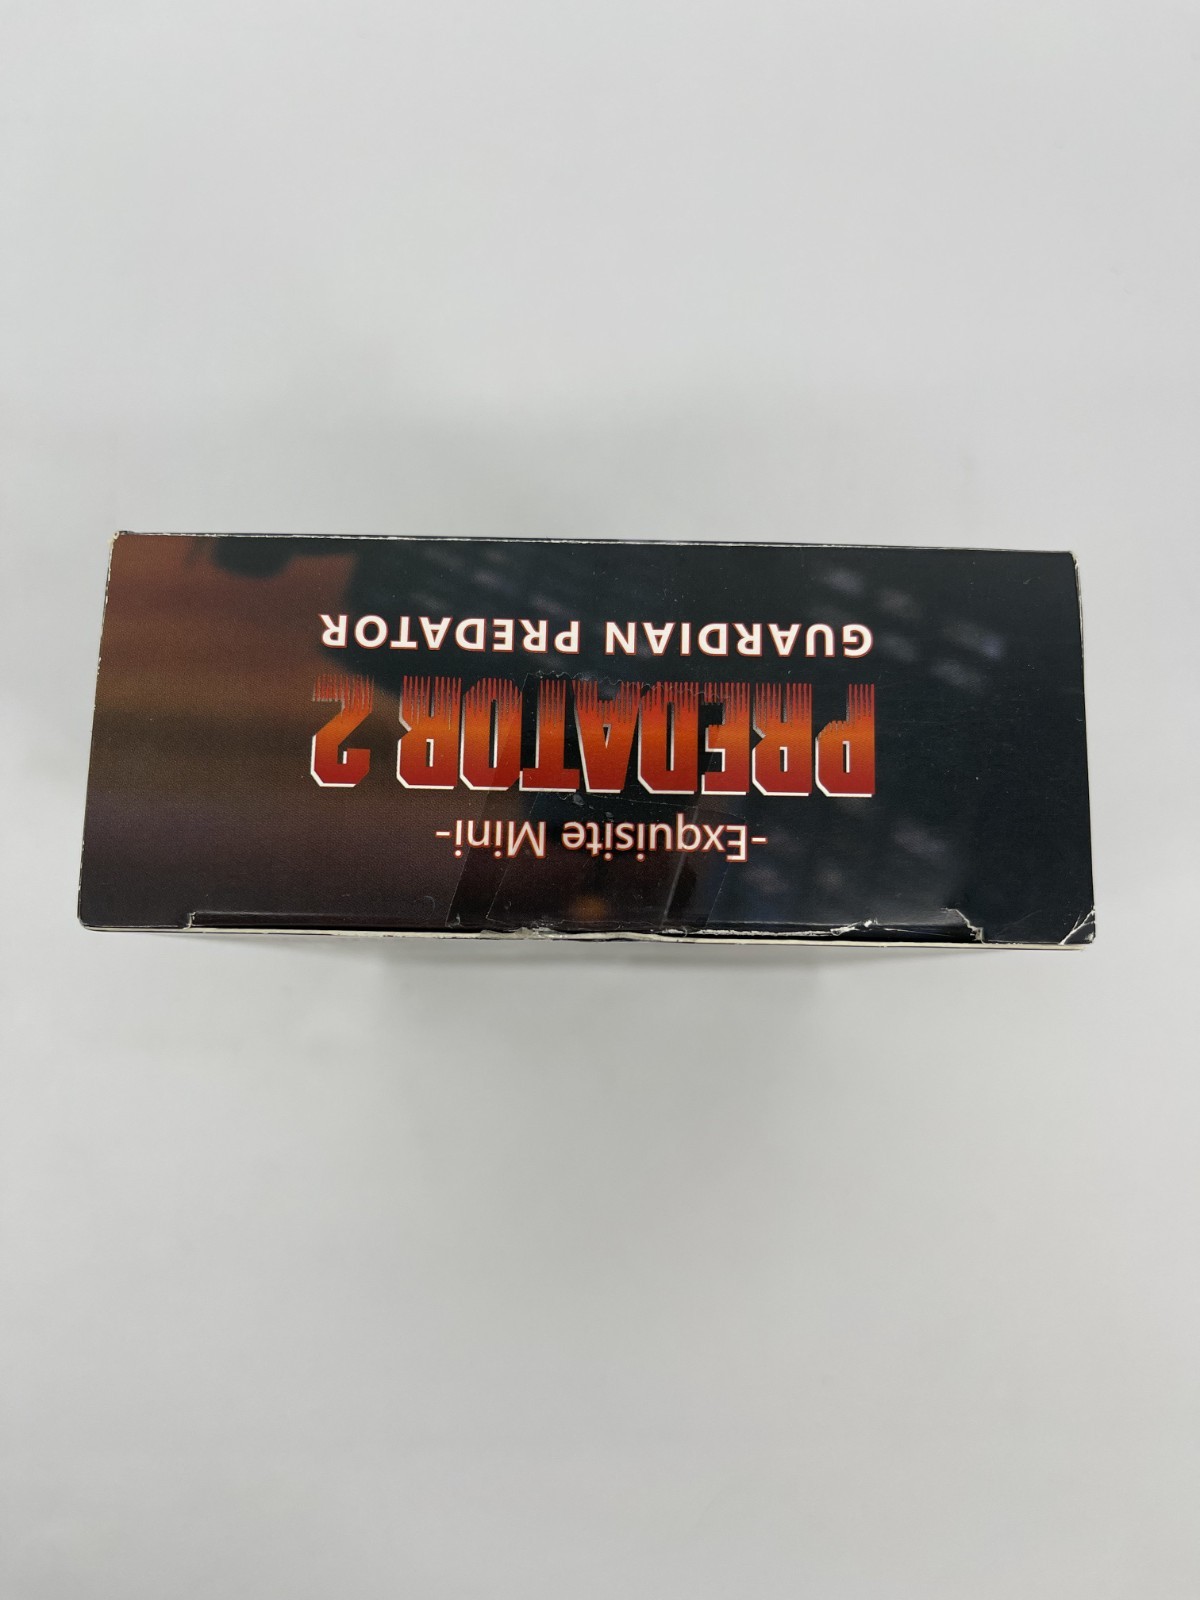 -Exquisite Mini-
PREDATOR 2
GUARDIAN PREDATOR